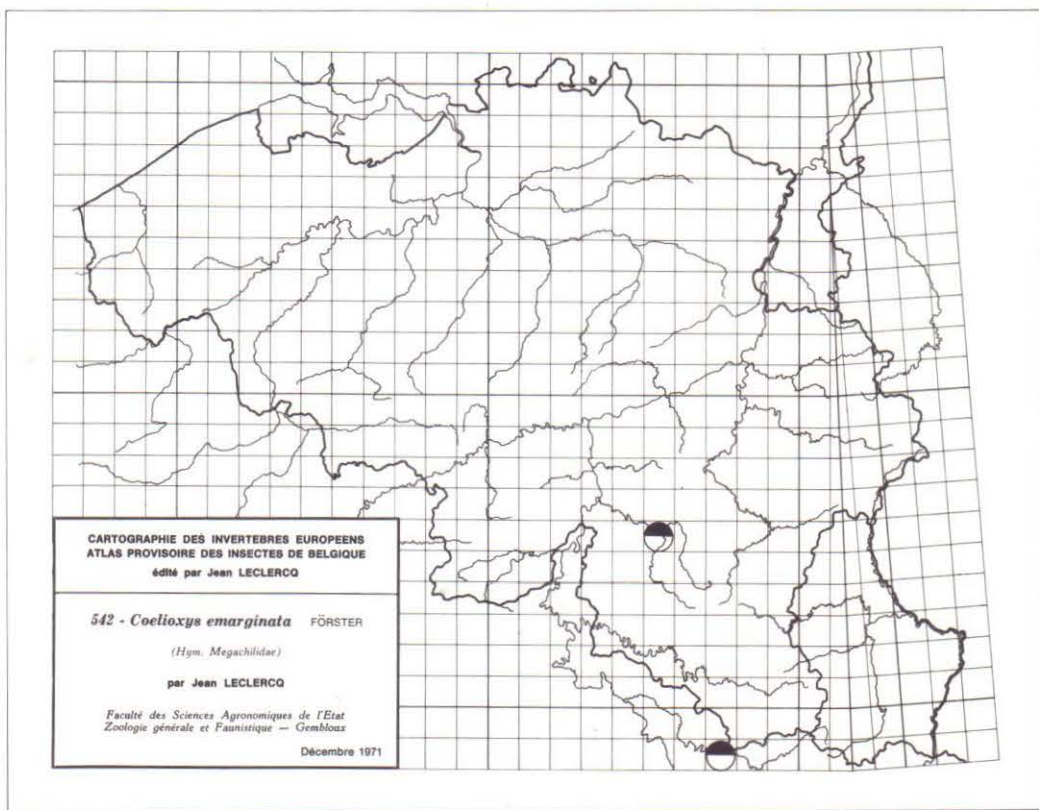 CARTOGRAPHIE DES INVERTEBRES EUROPEENS
ATLAS PROVISOIRE DES INSECTES DE BELGIQUE
édité par Jean LECLERCQ
542 - Coelioxys emarginata FÖRSTER
(Hym. Megachilidae)
par Jean LECLERCQ
Faculté des Sciences Agronomiques de l'Etat
Zoologie générale et Faunistique — Gembloux
Décembre 1971